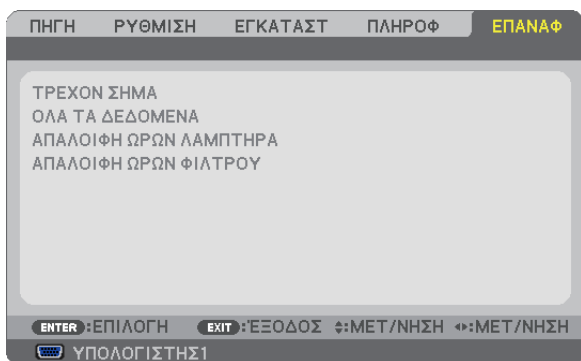 ΠΗΓΗ ΡΥΘΜΙΣΗ ΕΓΚΑΤΑΣΤ ΠΛΗΡΟΦ ΕΠΑΝΑΦ
ΤΡΕΧΟΝ ΣΗΜΑ
ΟΛΑ ΤΑ ΔΕΔΟΜΕΝΑ
ΑΠΑΛΟΙΦΗ ΩΡΩΝ ΛΑΜΠΤΗΡΑ
ΑΠΑΛΟΙΦΗ ΩΡΩΝ ΦΙΛΤΡΟΥ
ENTER :ΕΠΙΛΟΓΗ EXIT :ΈΞΟΔΟΣ :ΜΕΤ/ΝΗΣΗ :ΜΕΤ/ΝΗΣΗ
ΥΠΟΛΟΓΙΣΤΗΣ1